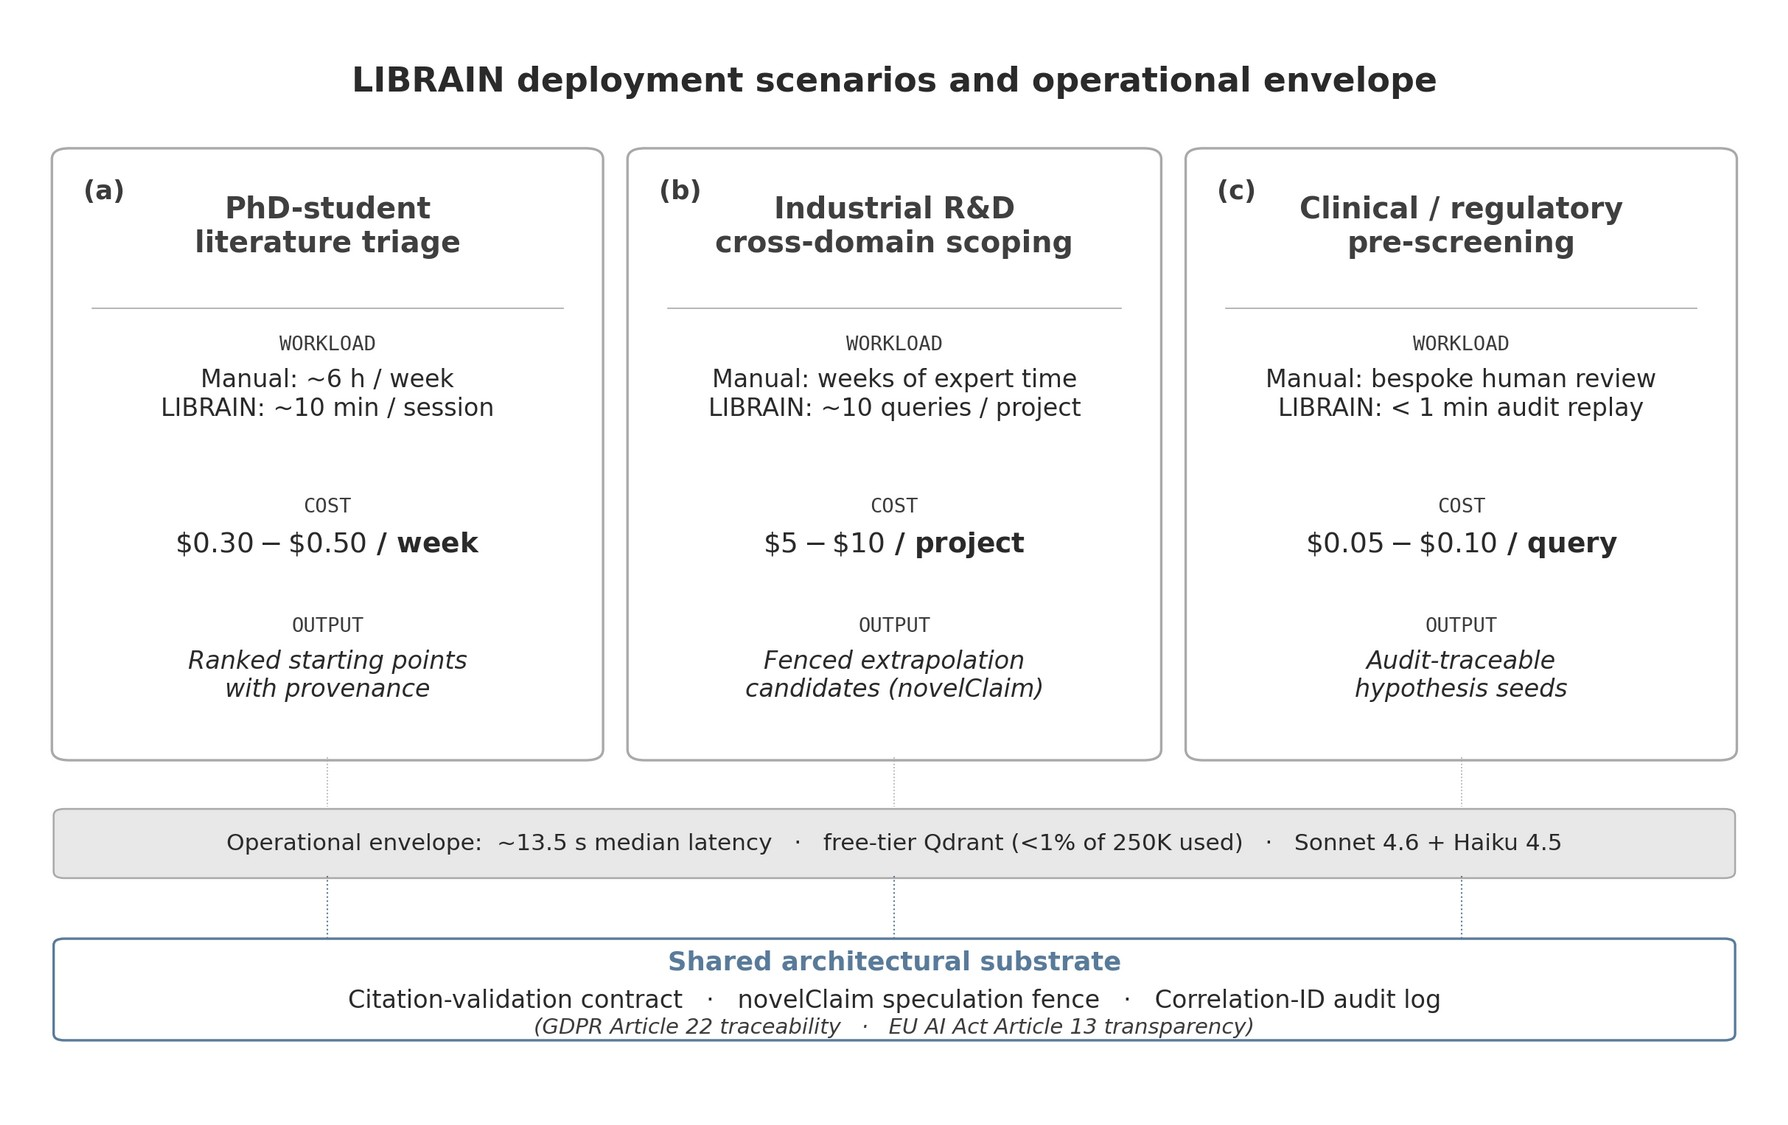 LIBRAIN deployment scenarios and operational envelope
(a)
PhD-student
literature triage
WORKLOAD
Manual: ~6 h / week
LIBRAIN: ~10 min / session
COST
$0.30 – $0.50 / week
OUTPUT
Ranked starting points
with provenance
(b)
Industrial R&D
cross-domain scoping
WORKLOAD
Manual: weeks of expert time
LIBRAIN: ~10 queries / project
COST
$5 – $10 / project
OUTPUT
Fenced extrapolation
candidates (novelClaim)
(c)
Clinical / regulatory
pre-screening
WORKLOAD
Manual: bespoke human review
LIBRAIN: < 1 min audit replay
COST
$0.05 – $0.10 / query
OUTPUT
Audit-traceable
hypothesis seeds
Operational envelope: ~13.5 s median latency · free-tier Qdrant (<1% of 250K used) · Sonnet 4.6 + Haiku 4.5
Shared architectural substrate
Citation-validation contract · novelClaim speculation fence · Correlation-ID audit log
(GDPR Article 22 traceability · EU AI Act Article 13 transparency)